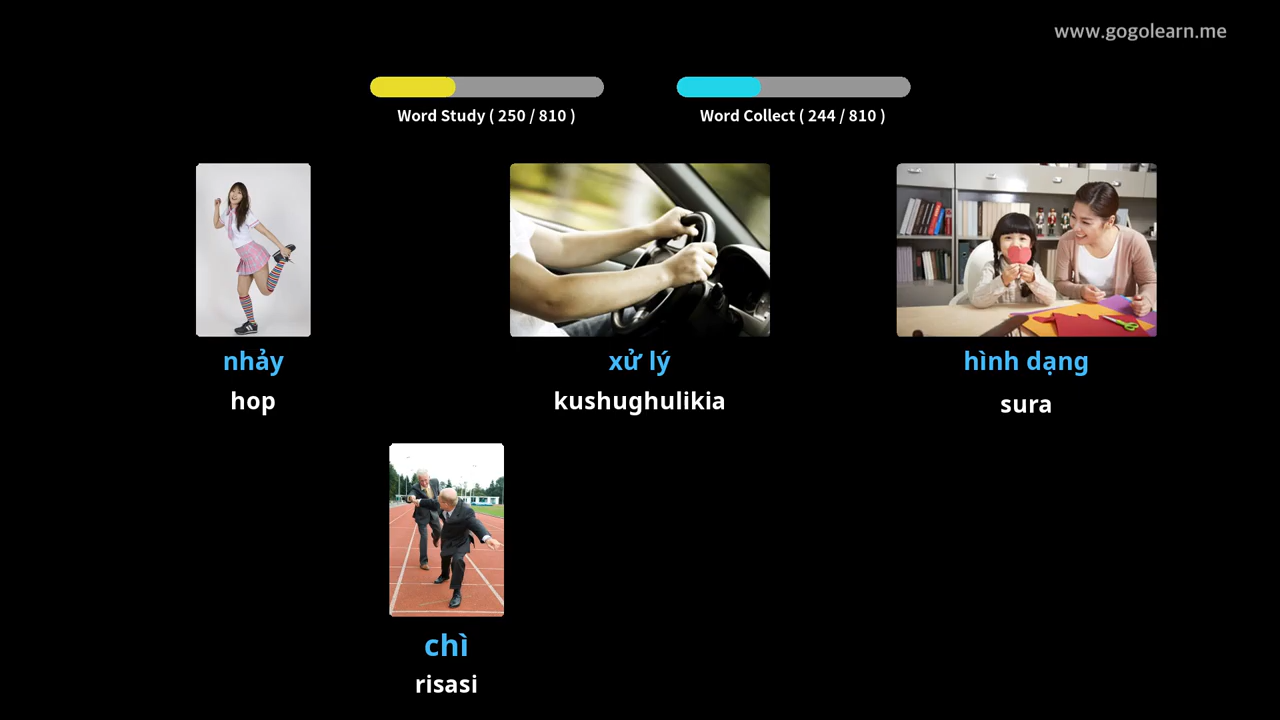 www.gogolearn.me
Word Study ( 250 / 810 )
Word Collect ( 244 / 810 )
nhảy
hop
xử lý
kushughulikia
hình dạng
sura
chì
risasi